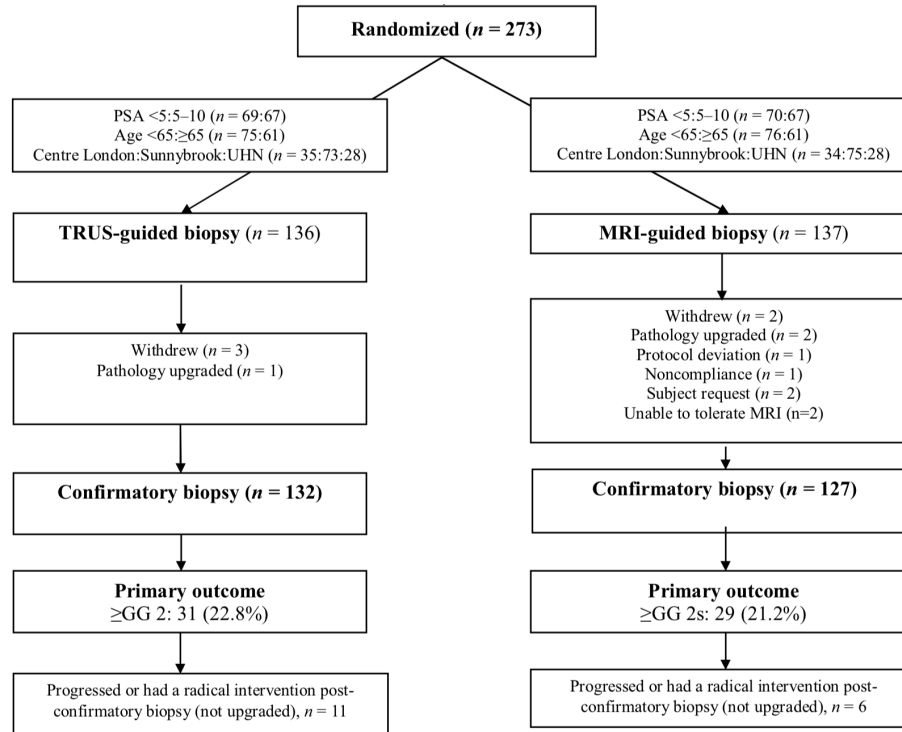 Randomized (n = 273)
PSA <5:5–10 (n = 69:67)
Age <65:≥65 (n = 75:61)
Centre London:Sunnybrook:UHN (n = 35:73:28)
PSA <5:5–10 (n = 70:67)
Age <65:≥65 (n = 76:61)
Centre London:Sunnybrook:UHN (n = 34:75:28)
TRUS-guided biopsy (n = 136)
MRI-guided biopsy (n = 137)
Withdrew (n = 3)
Pathology upgraded (n = 1)
Withdrew (n = 2)
Pathology upgraded (n = 2)
Protocol deviation (n = 1)
Noncompliance (n = 1)
Subject request (n = 2)
Unable to tolerate MRI (n=2)
Confirmatory biopsy (n = 132)
Confirmatory biopsy (n = 127)
Primary outcome
≥GG 2: 31 (22.8%)
Primary outcome
≥GG 2s: 29 (21.2%)
Progressed or had a radical intervention post-
confirmatory biopsy (not upgraded), n = 11
Progressed or had a radical intervention post-
confirmatory biopsy (not upgraded), n = 6